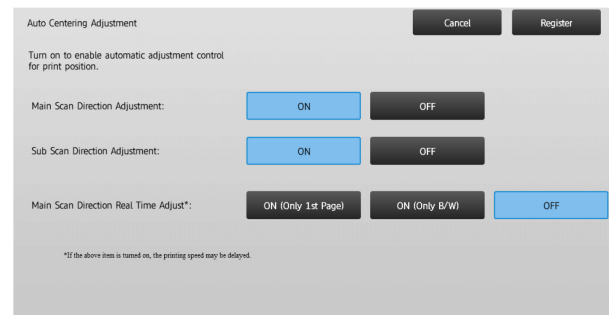 Auto Centering Adjustment
Cancel
Register
Turn on to enable automatic adjustment control
for print position.
Main Scan Direction Adjustment:
ON
OFF
Sub Scan Direction Adjustment:
ON
OFF
Main Scan Direction Real Time Adjust*:
ON (Only 1st Page)
ON (Only B/W)
OFF
*If the above item is turned on, the printing speed may be delayed.